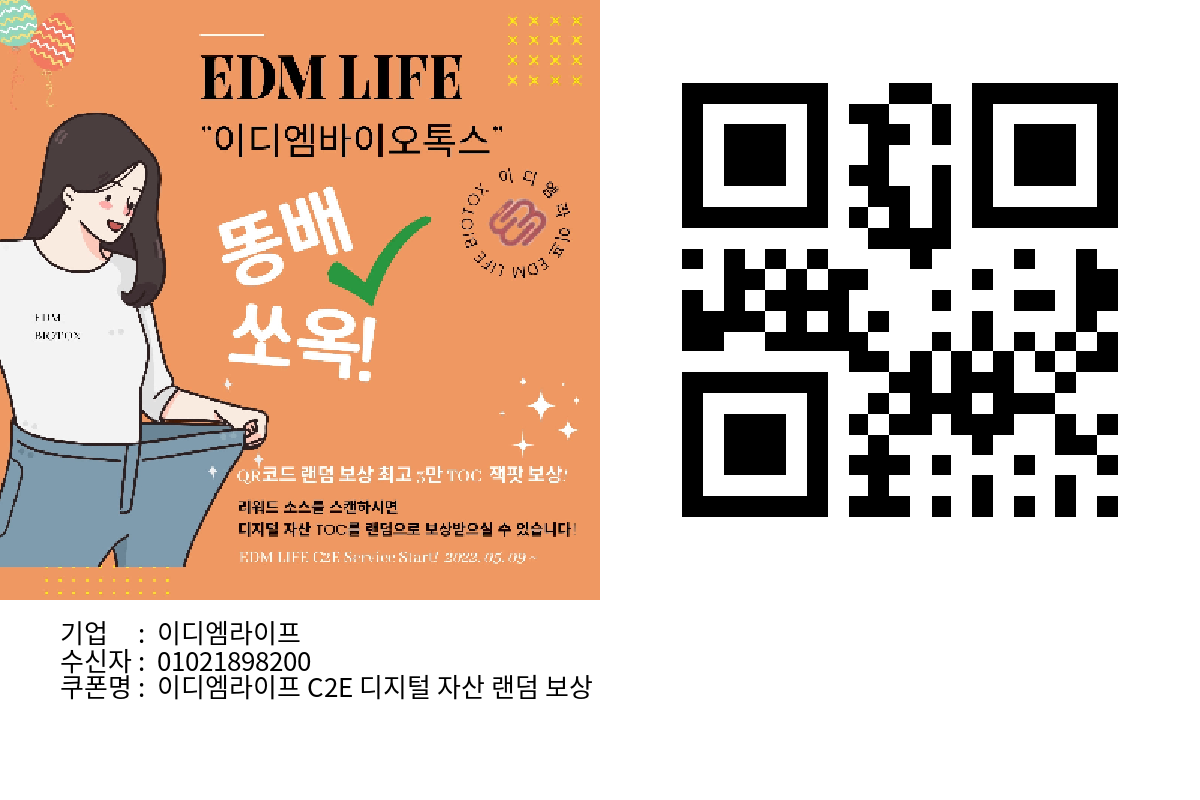 EDM LIFE
"이디엠바이오톡스"
똥배
쏘옥!
이디엠라이프 EDM LIFE BIOTOX
EDM
BIOTOX
QR코드 랜덤 보상 최고 5만 TOC 잭팟 보상!
리워드 소스를 스캔하시면
디지털 자산 TOC를 랜덤으로 보상받으실 수 있습니다!
EDM LIFE C2E Service Start! 2022. 05. 09 ~
기업 : 이디엠라이프
수신자 : 01021898200
쿠폰명 : 이디엠라이프 C2E 디지털 자산 랜덤 보상